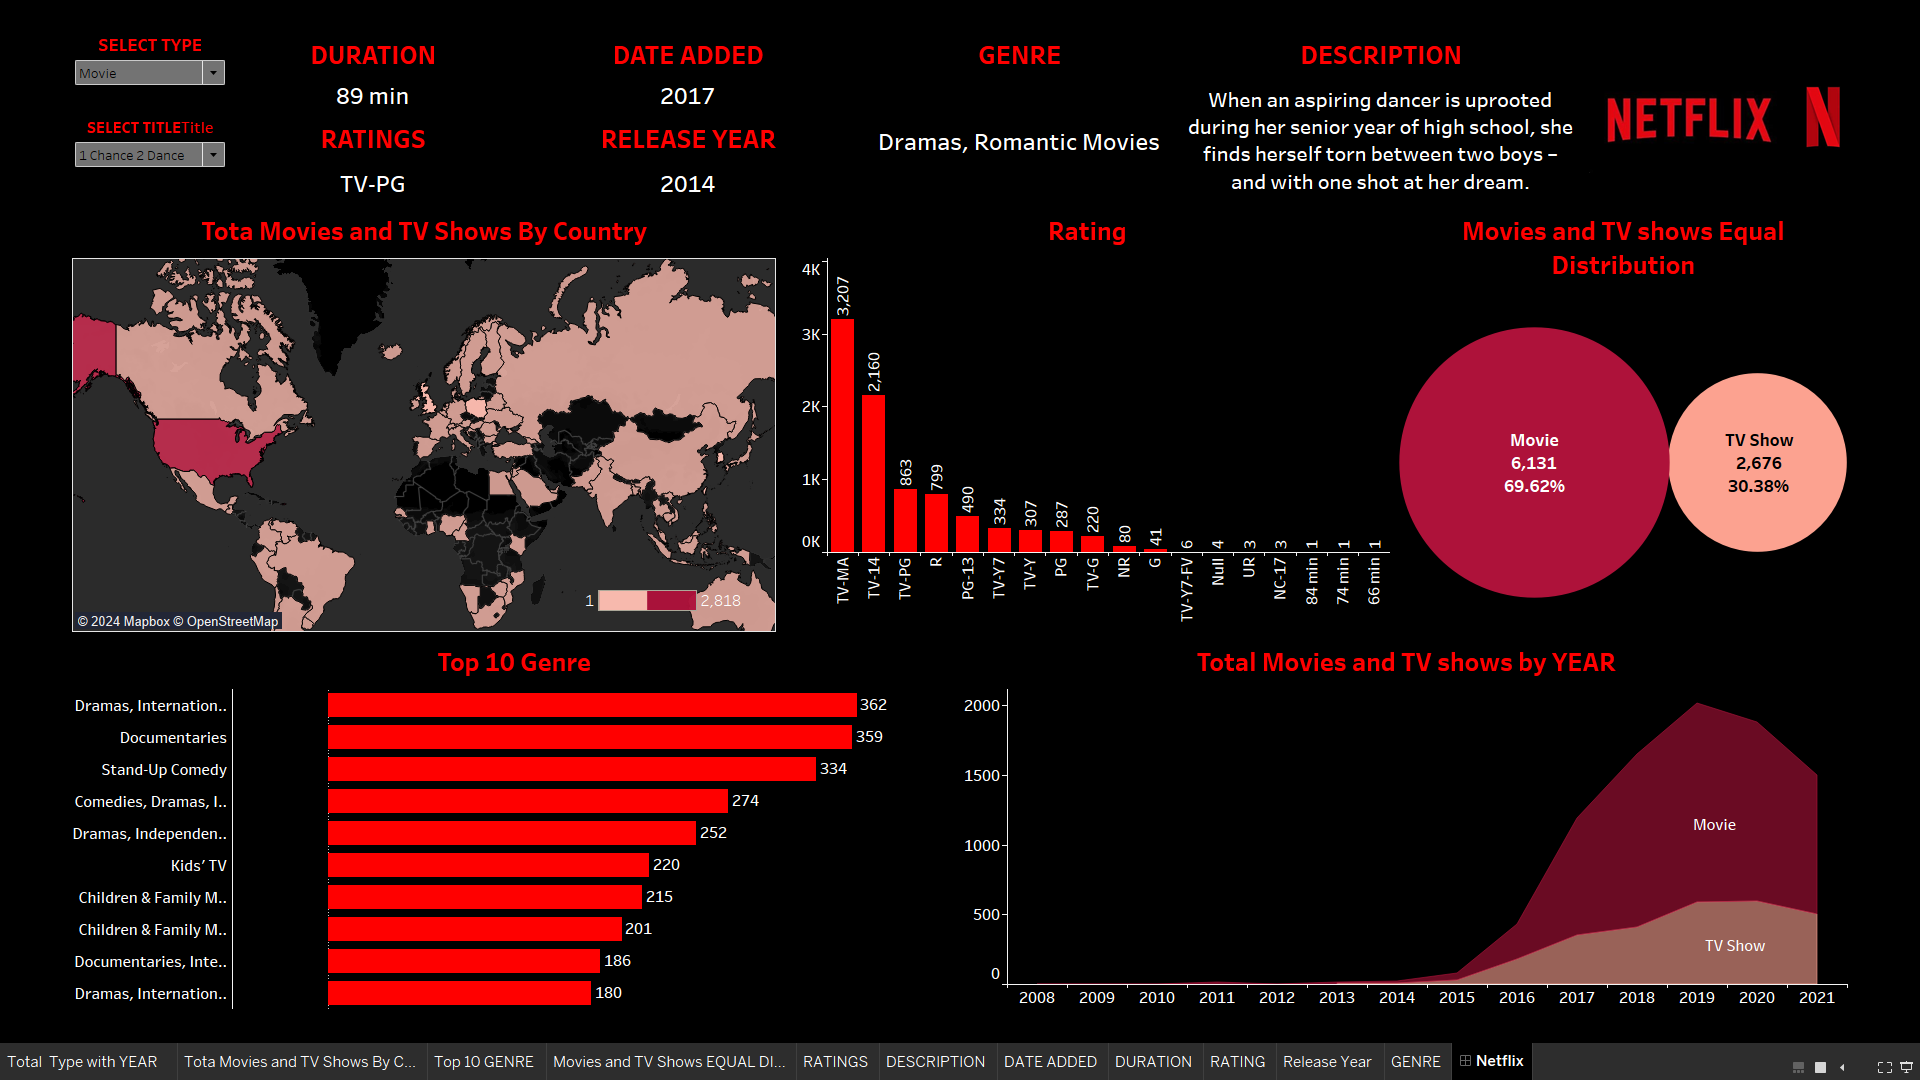 SELECT TYPE
Movie
SELECT TITLETitle
1 Chance 2 Dance
DURATION
89 min
RATINGS
TV-PG
DATE ADDED
2017
RELEASE YEAR
2014
GENRE
Dramas, Romantic Movies
DESCRIPTION
When an aspiring dancer is uprooted
during her senior year of high school, she
finds herself torn between two boys –
and with one shot at her dream.
NETFLIX N
Tota Movies and TV Shows By Country
1 2,818
© 2024 Mapbox © OpenStreetMap
Rating
4K
3K
2K
1K
0K
3,207
2,160
863
799
490
334
307
287
220
80
41
6
4
3
3
1
1
1
TV-MA
TV-14
TV-PG
R
PG-13
TV-Y7
TV-Y
PG
TV-G
NR
G
TV-Y7-FV
Null
UR
NC-17
84 min
74 min
66 min
Movies and TV shows Equal
Distribution
Movie
6,131
69.62%
TV Show
2,676
30.38%
Top 10 Genre
Dramas, Internation.. 362
Documentaries 359
Stand-Up Comedy 334
Comedies, Dramas, I.. 274
Dramas, Independen.. 252
Kids’ TV 220
Children & Family M.. 215
Children & Family M.. 201
Documentaries, Inte.. 186
Dramas, Internation.. 180
Total Movies and TV shows by YEAR
2000
1500
1000
500
0
Movie
TV Show
2008 2009 2010 2011 2012 2013 2014 2015 2016 2017 2018 2019 2020 2021
Total Type with YEAR Tota Movies and TV Shows By C... Top 10 GENRE Movies and TV Shows EQUAL DI... RATINGS DESCRIPTION DATE ADDED DURATION RATING Release Year GENRE Netflix